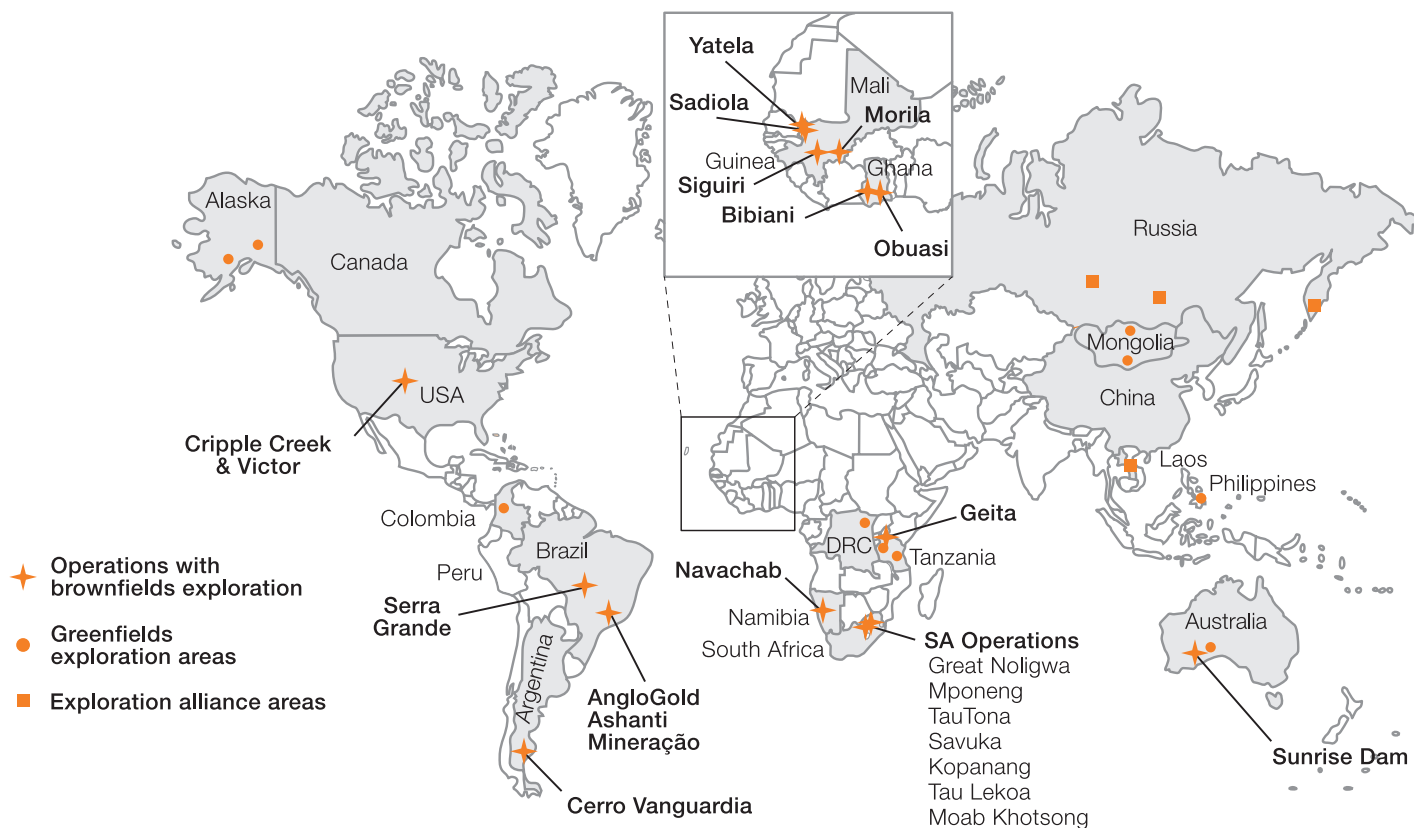 Yatela
Sadiola
Mali
Morila
Guinea
Siguiri
Ghana
Bibiani
Obuasi
Alaska
Canada
Russia
Mongolia
China
USA
Cripple Creek
& Victor
Laos
Philippines
Colombia
Brazil
Peru
Serra
Grande
Argentina
AngloGold
Ashanti
Mineração
Cerro Vanguardia
Geita
DRC
Tanzania
Navachab
Namibia
South Africa
SA Operations
Great Noligwa
Mponeng
TauTona
Savuka
Kopanang
Tau Lekoa
Moab Khotsong
Australia
Sunrise Dam
Operations with
brownfields exploration
Greenfields
exploration areas
Exploration alliance areas